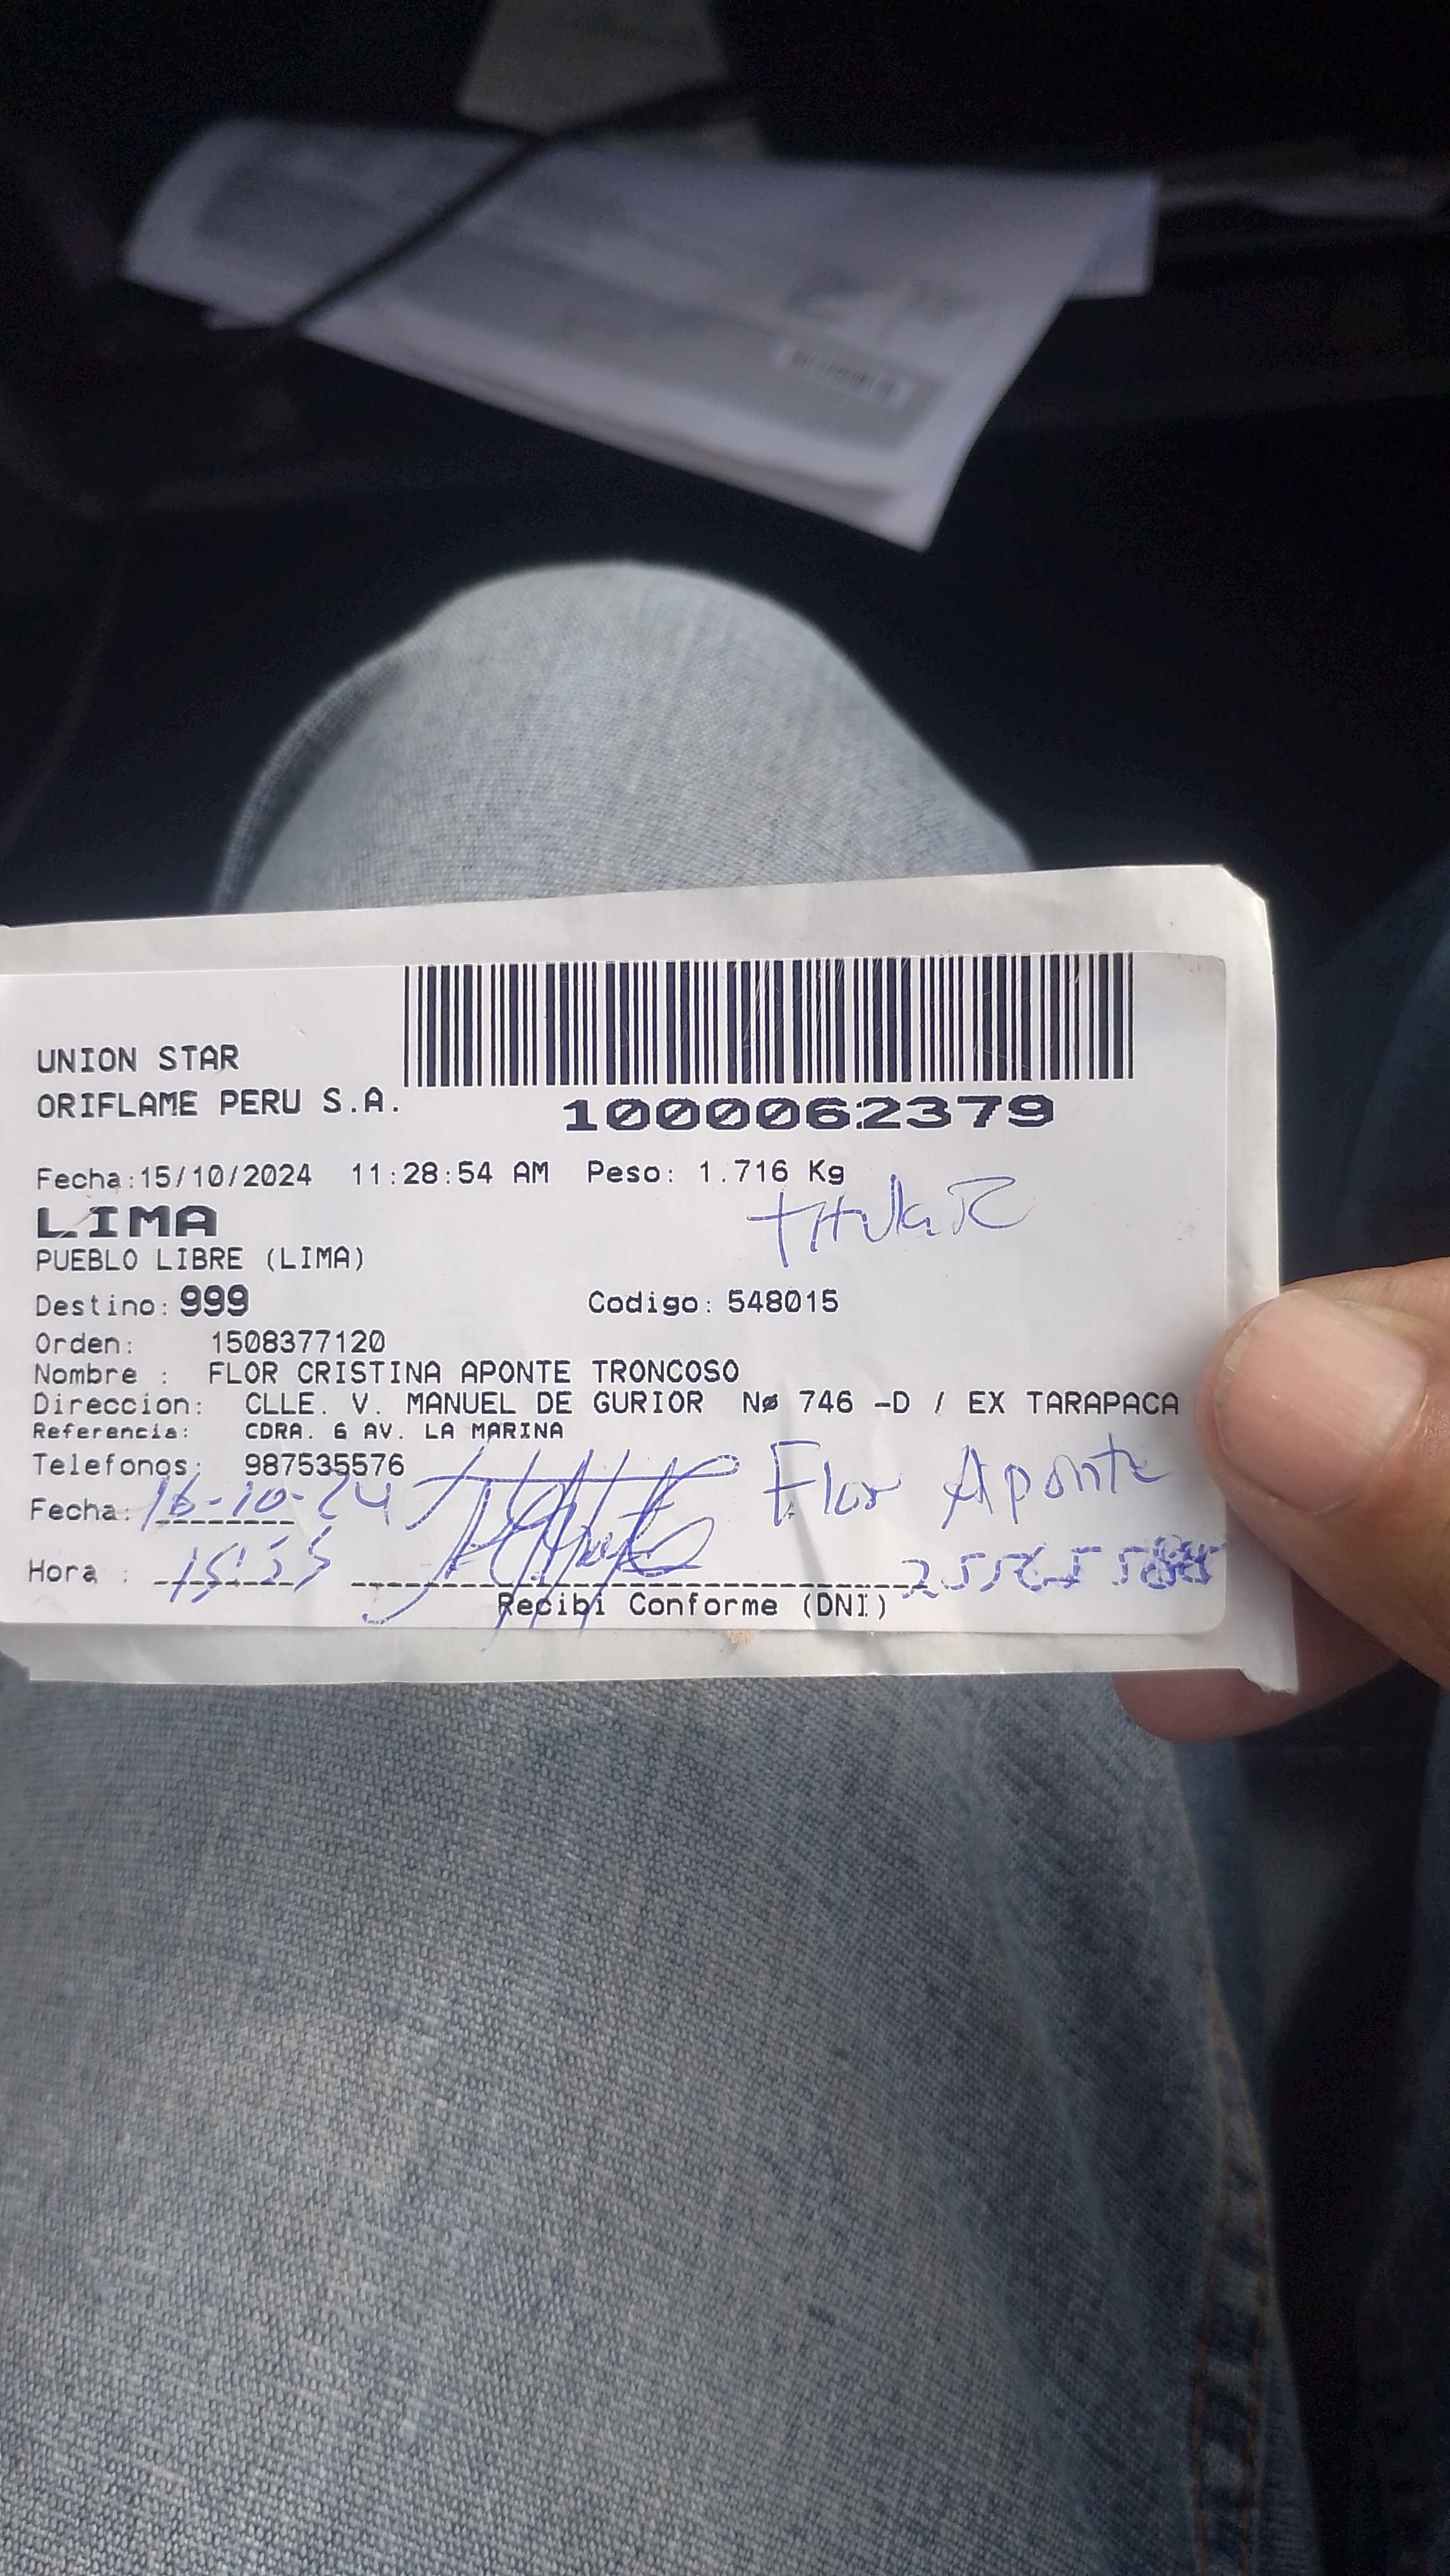 UNION STAR
ORIFLAME PERU S.A.
1000062379
Fecha:15/10/2024 11:28:54 AM Peso: 1.716 Kg
LIMA
titulaR
PUEBLO LIBRE (LIMA)
Destino: 999 Codigo: 548015
Orden: 1508377120
Nombre : FLOR CRISTINA APONTE TRONCOSO
Direccion: CLLE. V. MANUEL DE GURIOR Nø 746 -D / EX TARAPACA
Referencia: CDRA. 6 AV. LA MARINA
Telefonos: 987535576
Flor Aponte
Fecha: 16-10-24
Hora :
Recibi Conforme (DNI)